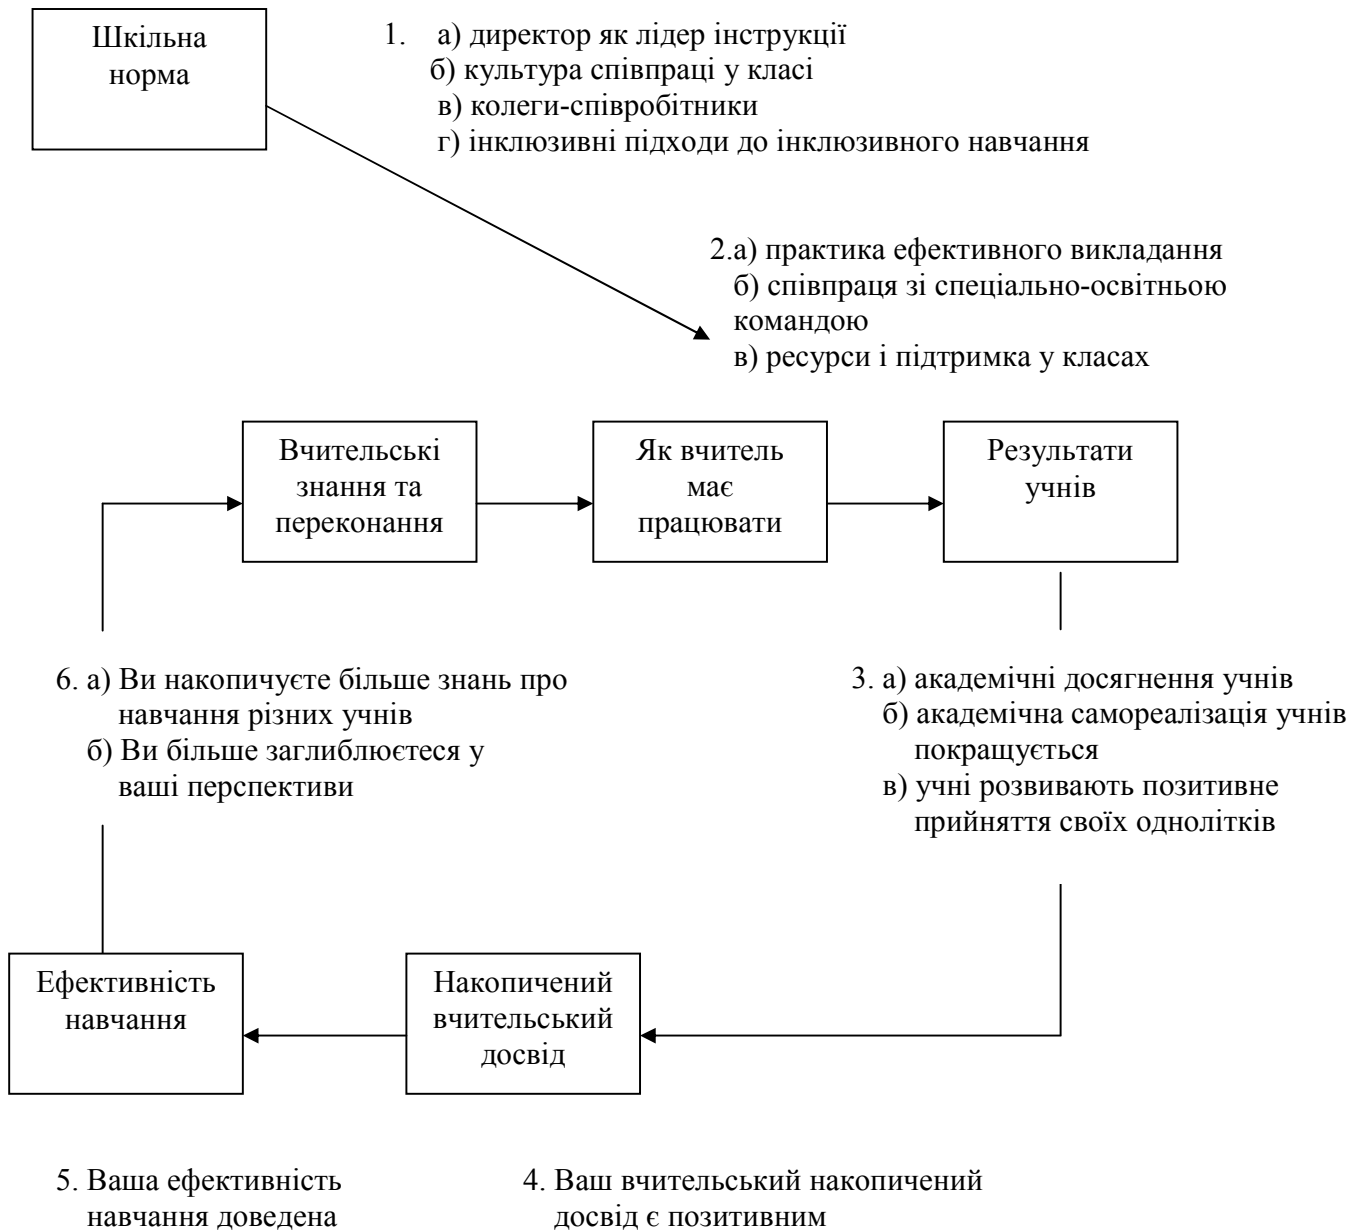 Шкільна
норма
1. а) директор як лідер інструкції
б) культура співпраці у класі
в) колеги-співробітники
г) інклюзивні підходи до інклюзивного навчання
2.а) практика ефективного викладання
б) співпраця зі спеціально-освітньою
командою
в) ресурси і підтримка у класах
Вчительські
знання та
переконання
Як вчитель
має
працювати
Результати
учнів
6. а) Ви накопичуєте більше знань про
навчання різних учнів
б) Ви більше заглиблюєтеся у
ваші перспективи
3. а) академічні досягнення учнів
б) академічна самореалізація учнів
покращується
в) учні розвивають позитивне
прийняття своїх однолітків
Ефективність
навчання
Накопичений
вчительський
досвід
5. Ваша ефективність
навчання доведена
4. Ваш вчительський накопичений
досвід є позитивним